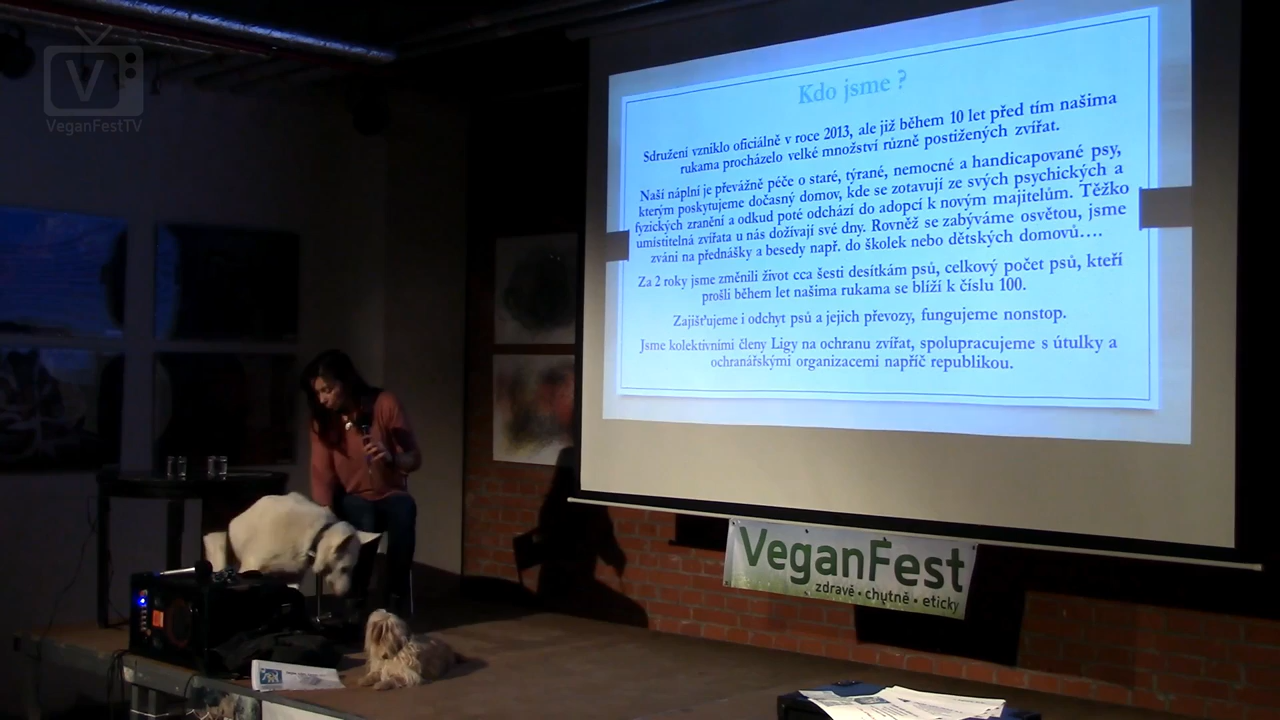 VeganFestTV
Kdo jsme ?
Sdružení vzniklo oficiálně v roce 2013, ale již během 10 let před tím našima
rukama procházelo velké množství různě postižených zvířat.
Naší náplní je převážně péče o staré, týrané, nemocné a handicapované psy,
kterým poskytujeme dočasný domov, kde se zotavují ze svých psychických a
fyzických zranění a odkud poté odchází do adopcí k novým majitelům. Těžko
umístitelná zvířata u nás dožívají své dny. Rovněž se zabýváme osvětou, jsme
zváni na přednášky a besedy např. do školek nebo dětských domovů….
Za 2 roky jsme změnili život cca šesti desítkám psů, celkový počet psů, kteří
prošli během let našima rukama se blíží k číslu 100.
Zajišťujeme i odchyt psů a jejich převozy, fungujeme nonstop.
Jsme kolektivními členy Ligy na ochranu zvířat, spolupracujeme s útulky a
ochranářskými organizacemi napříč republikou.
VeganFest
zdravě • chutně • eticky